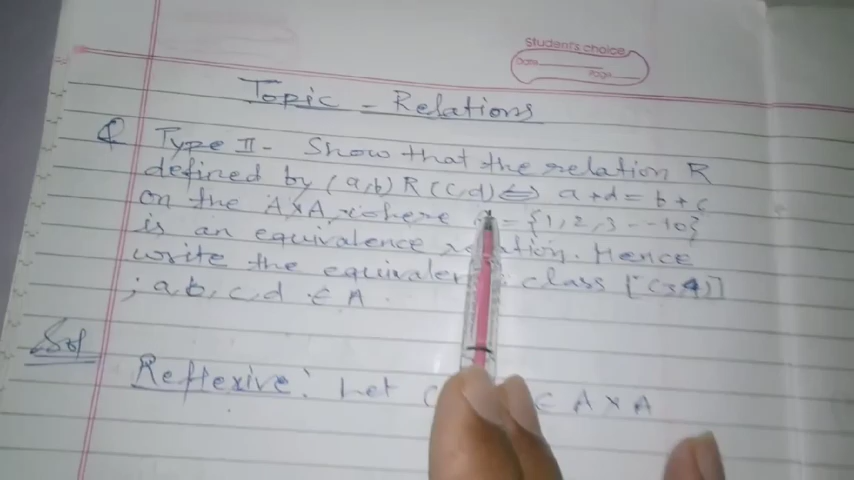 Student's choice
Date
Page
Topic - Relations
Q Type II - Show that the relation R
defined by (a,b) R (c,d) ⇔ a+d = b+c
on the A×A, where = {1, 2, 3 - - 10}
is an equivalence relation. Hence
write the equivalen class [(3,4)]
; a,b,c,d ∈ A.
Sol
Reflexive: Let ∈ A × A